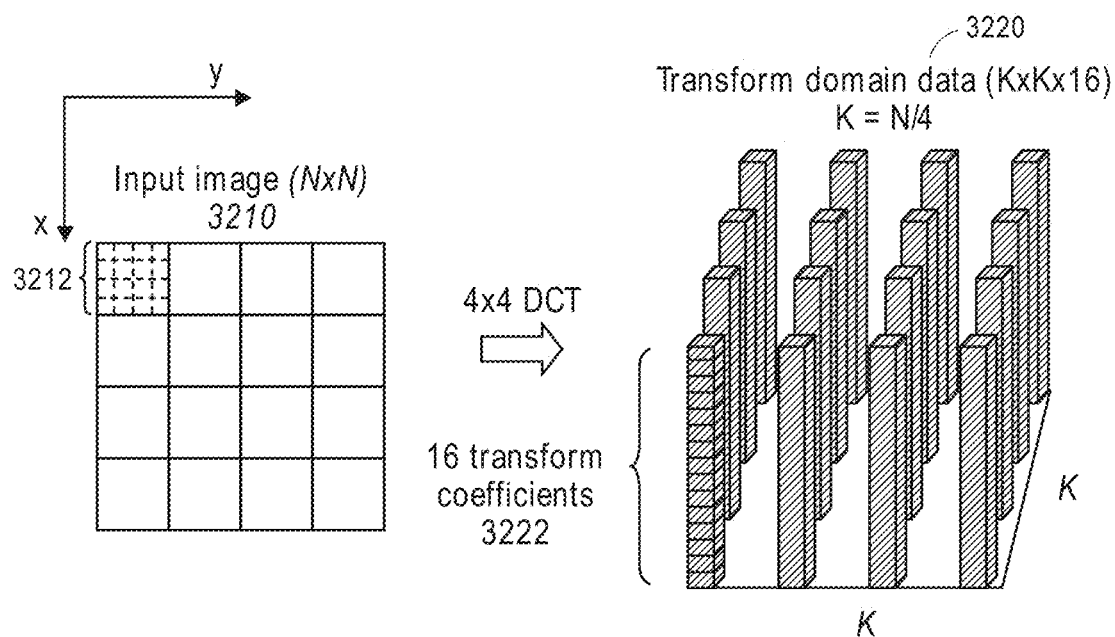 3220
y
Transform domain data (KxKx16)
K = N/4
Input image (NxN)
3210
x
3212
4x4 DCT
16 transform
coefficients
3222
K
K